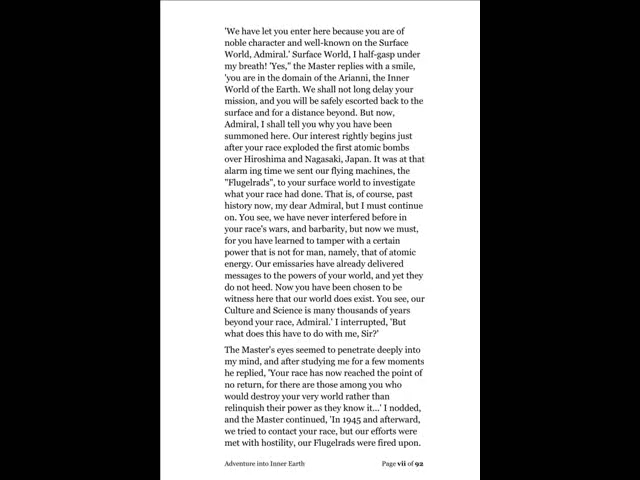 'We have let you enter here because you are of
noble character and well-known on the Surface
World, Admiral.' Surface World, I half-gasp under
my breath! 'Yes," the Master replies with a smile,
'you are in the domain of the Arianni, the Inner
World of the Earth. We shall not long delay your
mission, and you will be safely escorted back to the
surface and for a distance beyond. But now,
Admiral, I shall tell you why you have been
summoned here. Our interest rightly begins just
after your race exploded the first atomic bombs
over Hiroshima and Nagasaki, Japan. It was at that
alarm ing time we sent our flying machines, the
"Flugelrads", to your surface world to investigate
what your race had done. That is, of course, past
history now, my dear Admiral, but I must continue
on. You see, we have never interfered before in
your race's wars, and barbarity, but now we must,
for you have learned to tamper with a certain
power that is not for man, namely, that of atomic
energy. Our emissaries have already delivered
messages to the powers of your world, and yet they
do not heed. Now you have been chosen to be
witness here that our world does exist. You see, our
Culture and Science is many thousands of years
beyond your race, Admiral.' I interrupted, 'But
what does this have to do with me, Sir?'
The Master's eyes seemed to penetrate deeply into
my mind, and after studying me for a few moments
he replied, 'Your race has now reached the point of
no return, for there are those among you who
would destroy your very world rather than
relinquish their power as they know it...' I nodded,
and the Master continued, 'In 1945 and afterward,
we tried to contact your race, but our efforts were
met with hostility, our Flugelrads were fired upon.
Adventure into Inner Earth Page vii of 92